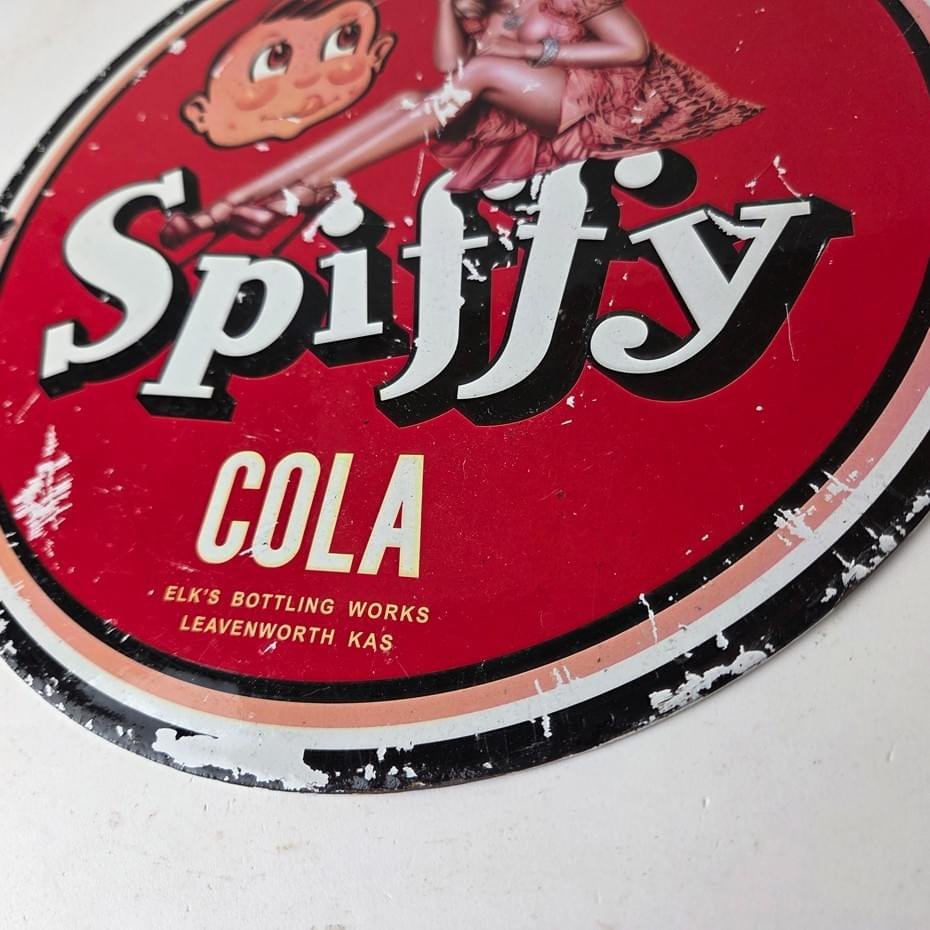 Spiffy
COLA
ELK'S BOTTLING WORKS
LEAVENWORTH KAS